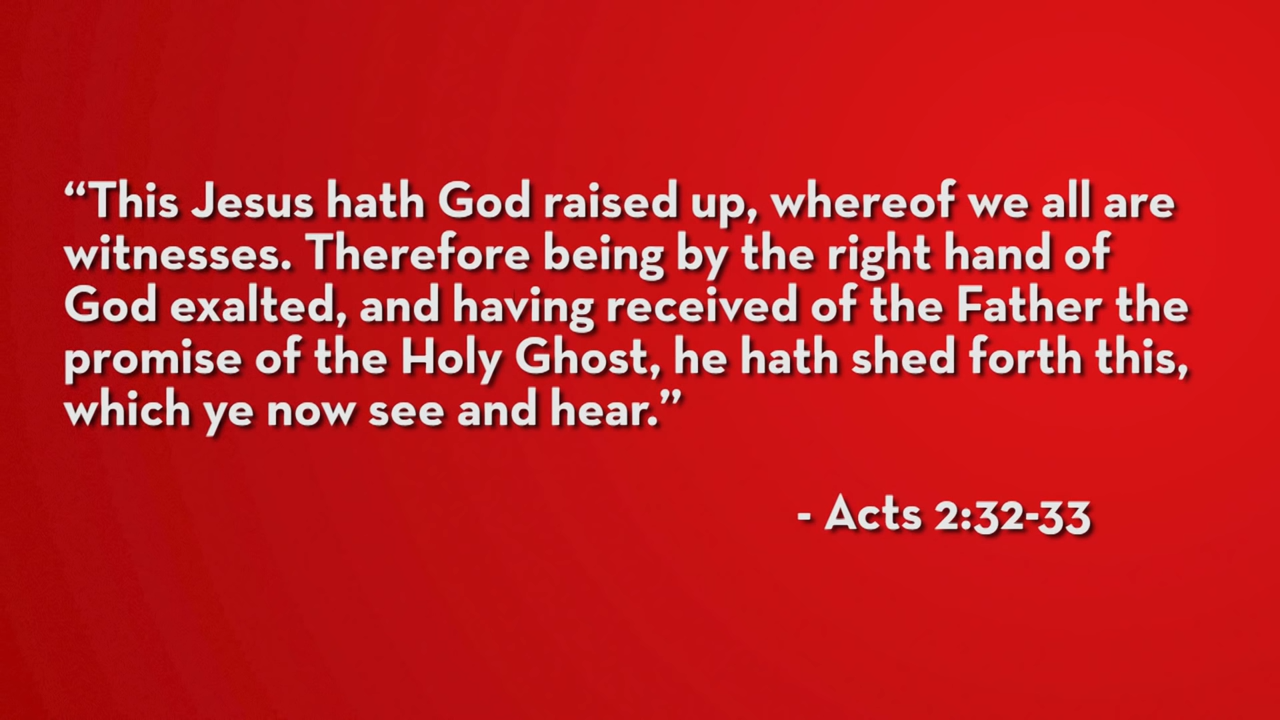 “This Jesus hath God raised up, whereof we all are
witnesses. Therefore being by the right hand of
God exalted, and having received of the Father the
promise of the Holy Ghost, he hath shed forth this,
which ye now see and hear.”
- Acts 2:32-33